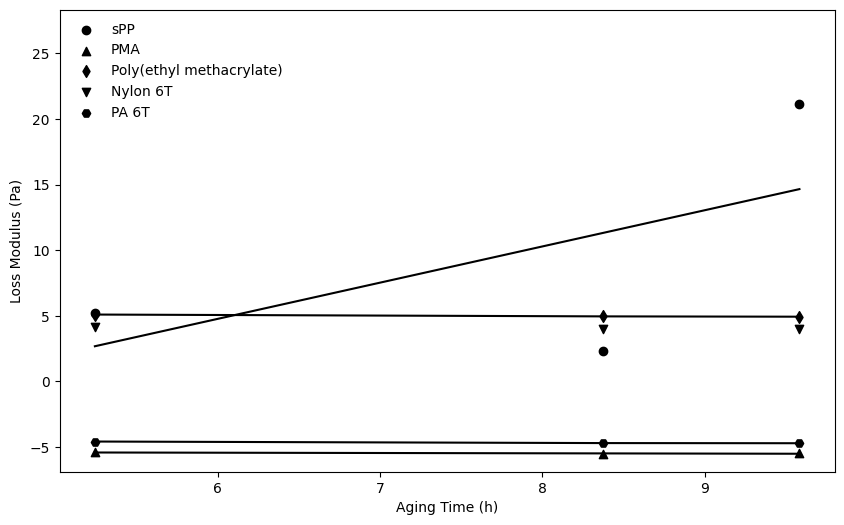 sPP
PMA
Poly(ethyl methacrylate)
Nylon 6T
PA 6T
25
20
15
10
5
0
−5
6
7
8
9
Loss Modulus (Pa)
Aging Time (h)